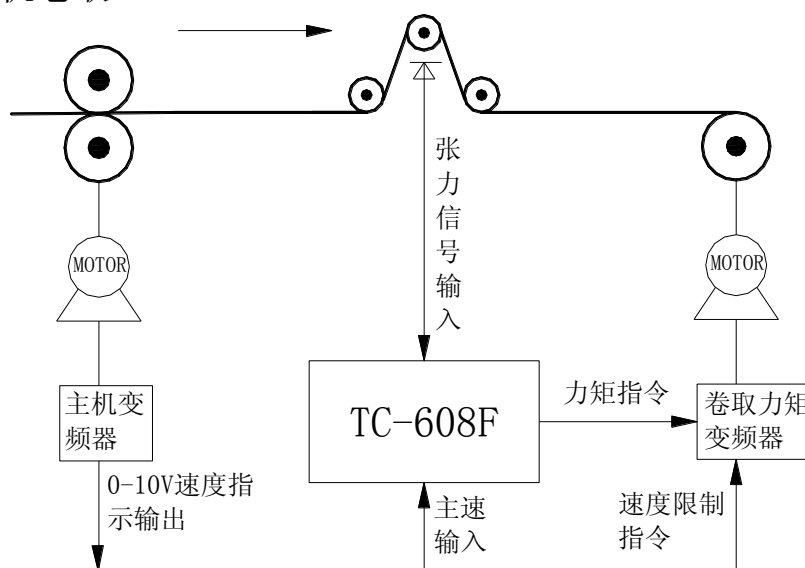 张
力
信
号
输
入
MOTOR
MOTOR
主机变
频器
TC-608F
力矩指令
卷取力矩
变频器
0-10V速度指
示输出
主速
输入
速度限制
指令